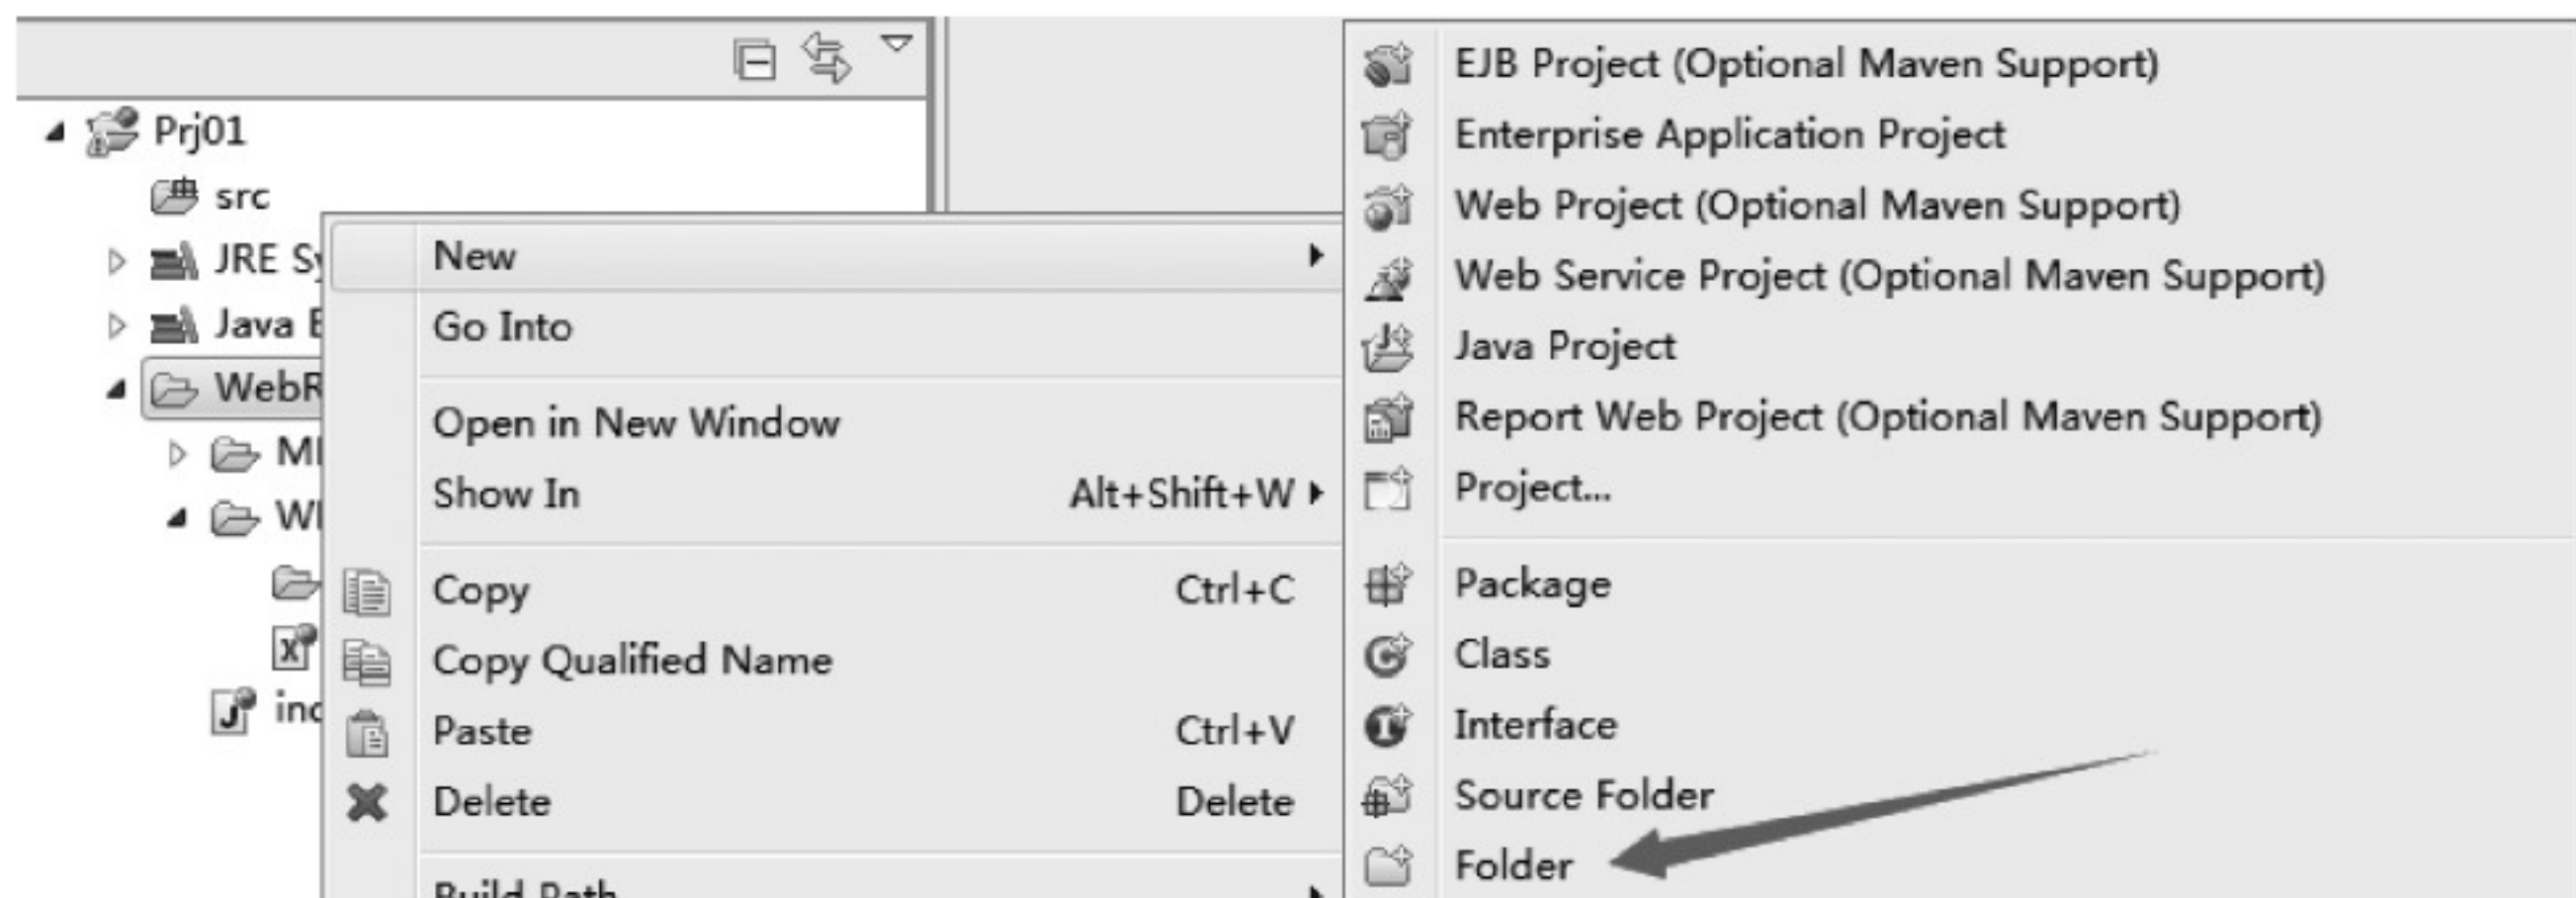 Prj01
src
JRE Sy
Java E
WebR
New
Go Into
Open in New Window
Show In Alt+Shift+W
Copy Ctrl+C
Copy Qualified Name
Paste Ctrl+V
Delete Delete
Build Path
EJB Project (Optional Maven Support)
Enterprise Application Project
Web Project (Optional Maven Support)
Web Service Project (Optional Maven Support)
Java Project
Report Web Project (Optional Maven Support)
Project...
Package
Class
Interface
Source Folder
Folder